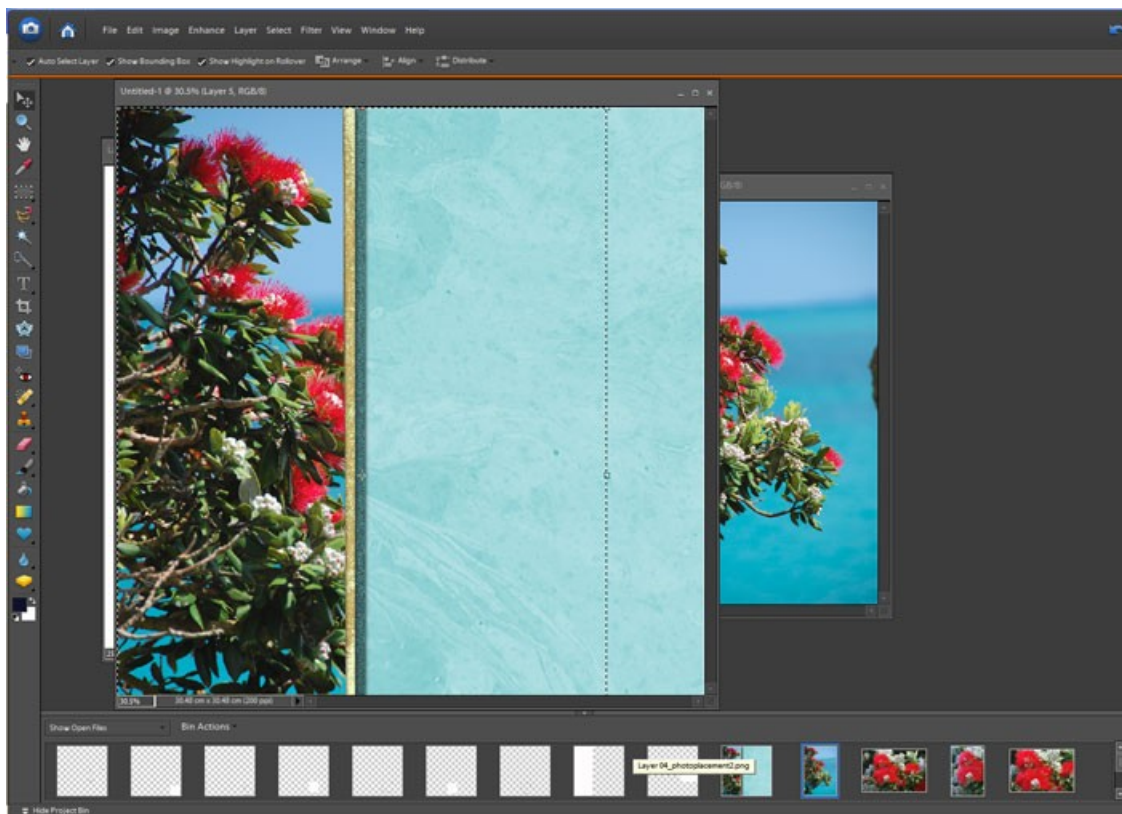 File Edit Image Enhance Layer Select Filter View Window Help
Auto Select Layer Show Bounding Box Show Highlight on Rollover Arrange Align Distribute
Untitled-1 @ 30.5% (Layer 5, RGB/8)
GB/8)
30.5% 30.48 cm x 30.48 cm (200 ppi)
Show Open Files Bin Actions
Layer 04_photoplacement2.png
Hide Project Bin